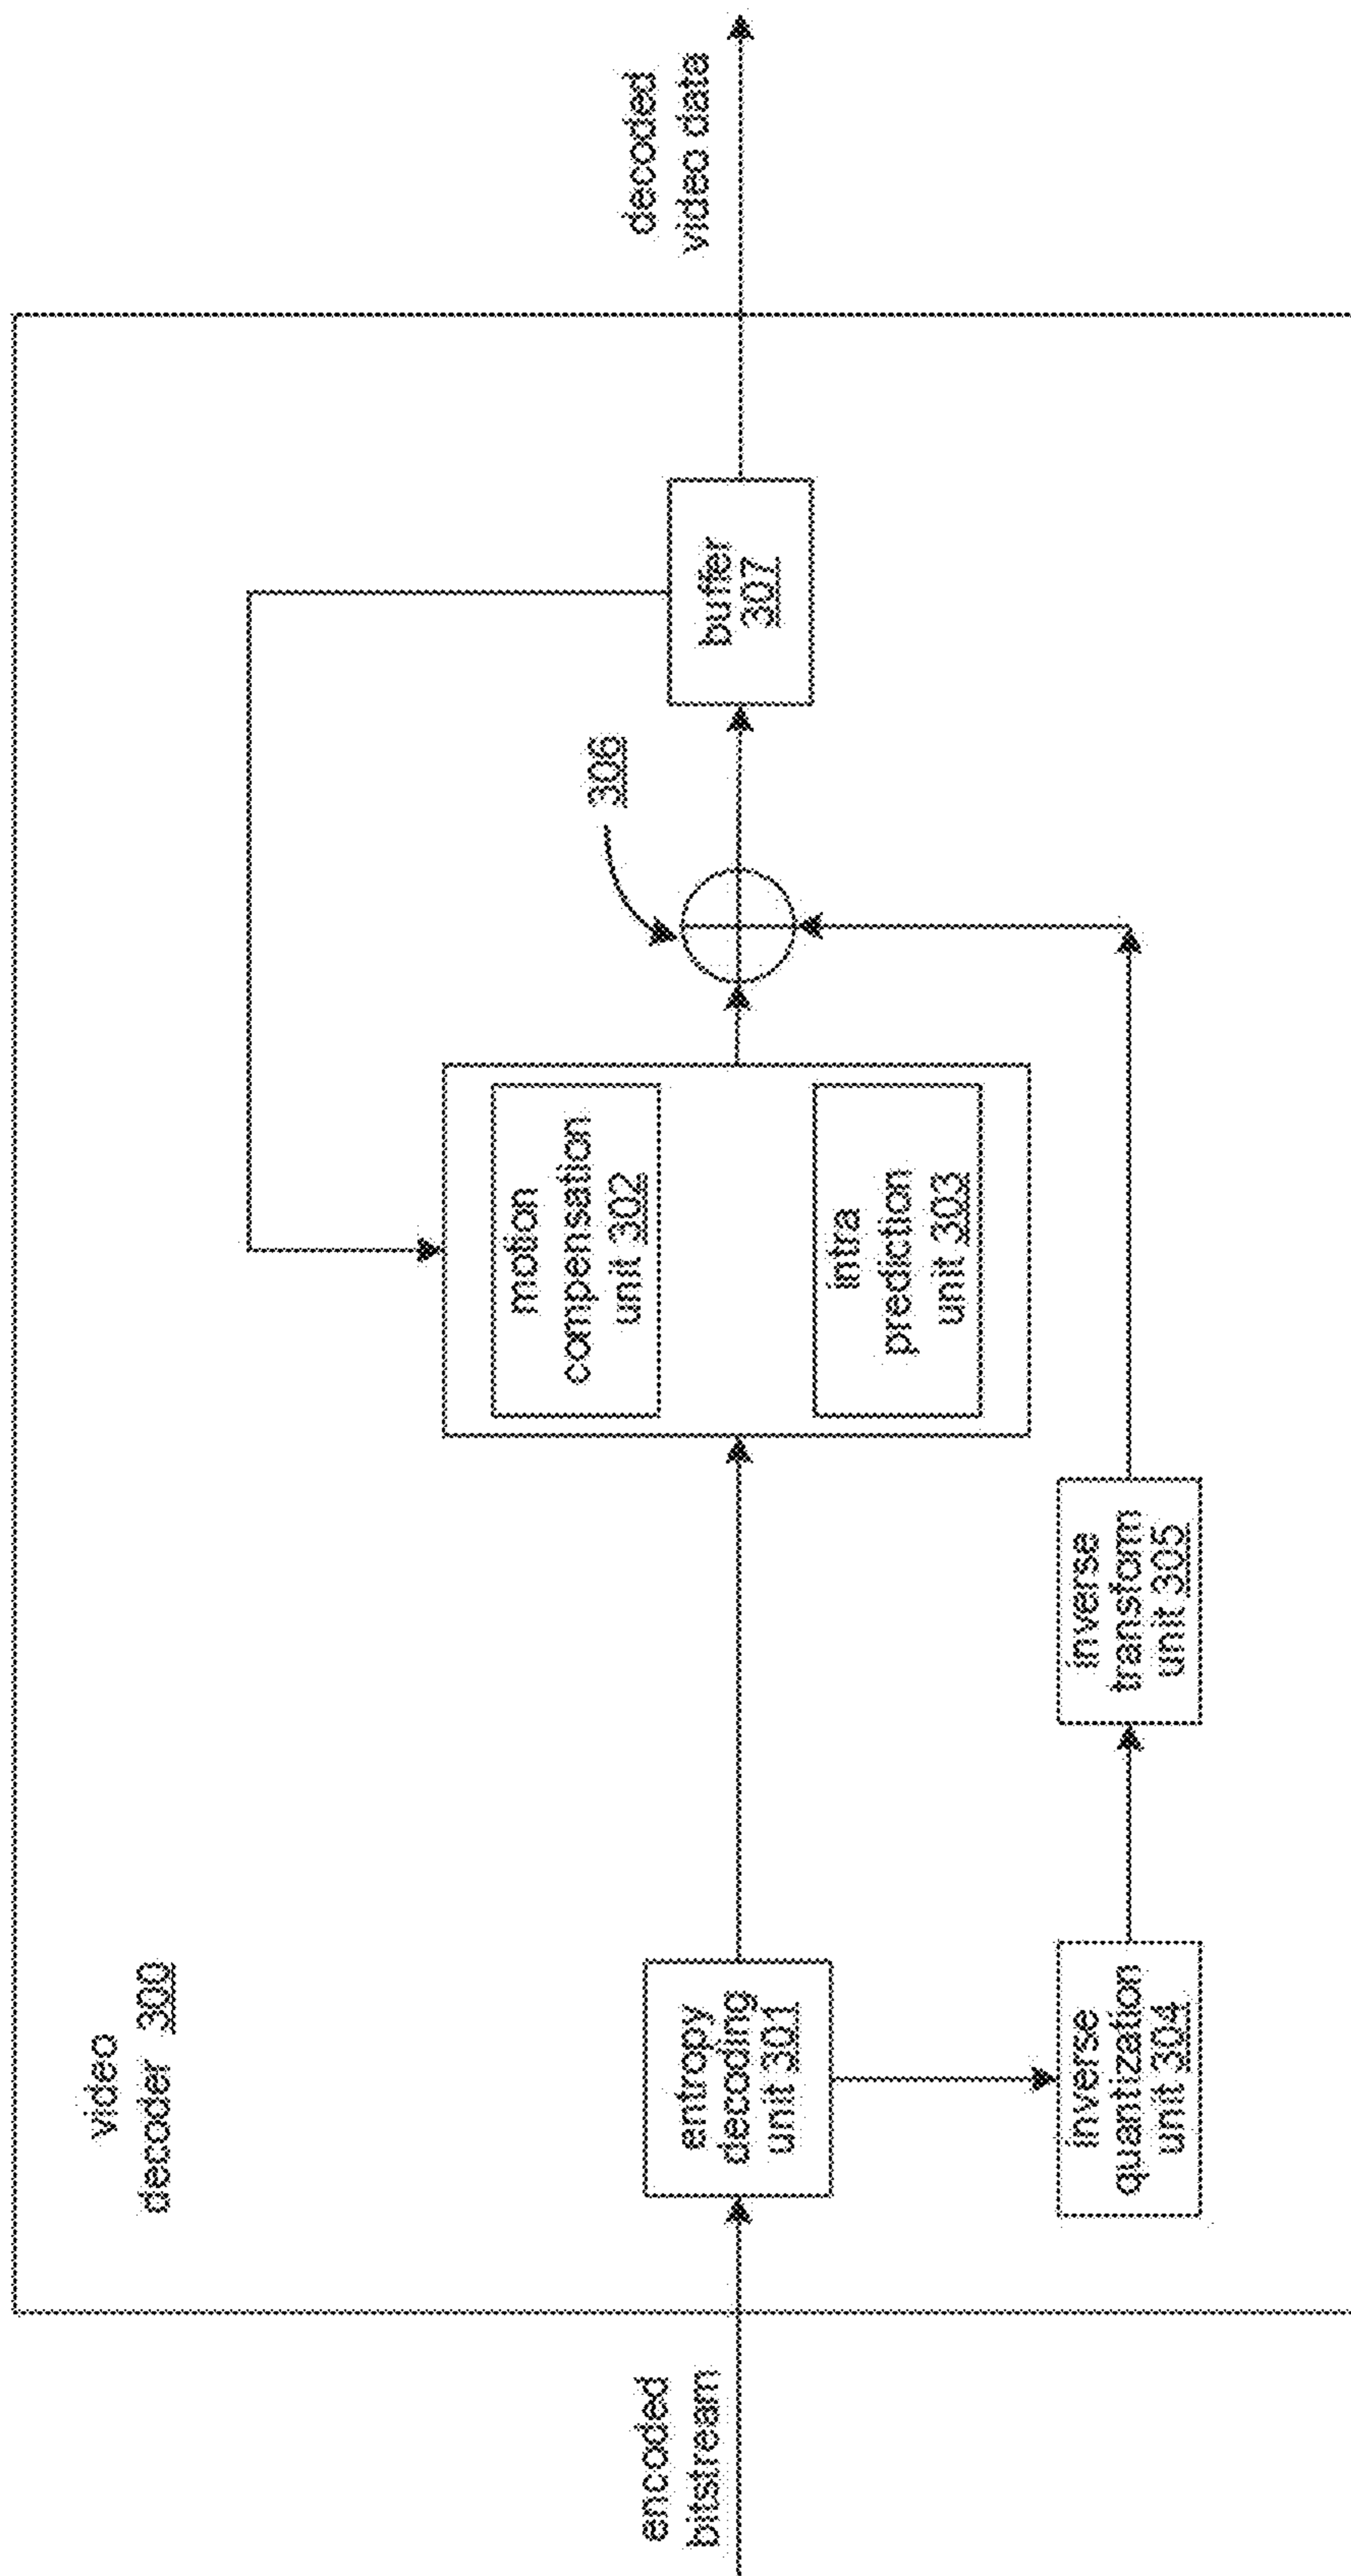 video
decoder 300
encoded
bitstream
entropy
decoding
unit 301
inverse
quantization
unit 304
inverse
transform
unit 305
motion
compensation
unit 302
intra
prediction
unit 303
306
buffer
307
decoded
video data